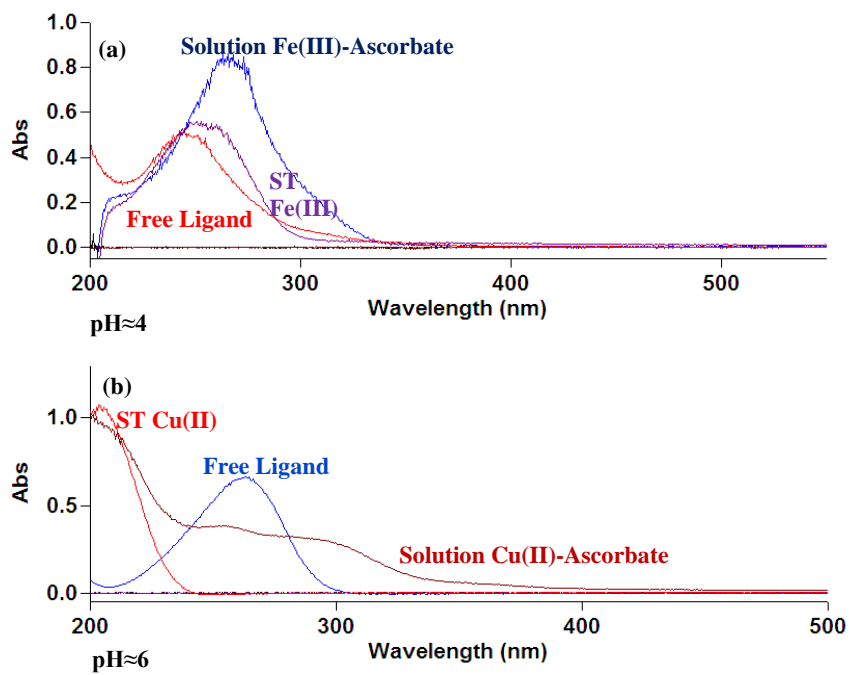 (a)
Solution Fe(III)-Ascorbate
1.0
0.8
0.6
0.4
0.2
0.0
Abs
ST
Fe(III)
Free Ligand
200
300
400
500
Wavelength (nm)
pH≈4
(b)
ST Cu(II)
1.0
0.5
0.0
Abs
Free Ligand
Solution Cu(II)-Ascorbate
200
300
400
500
Wavelength (nm)
pH≈6